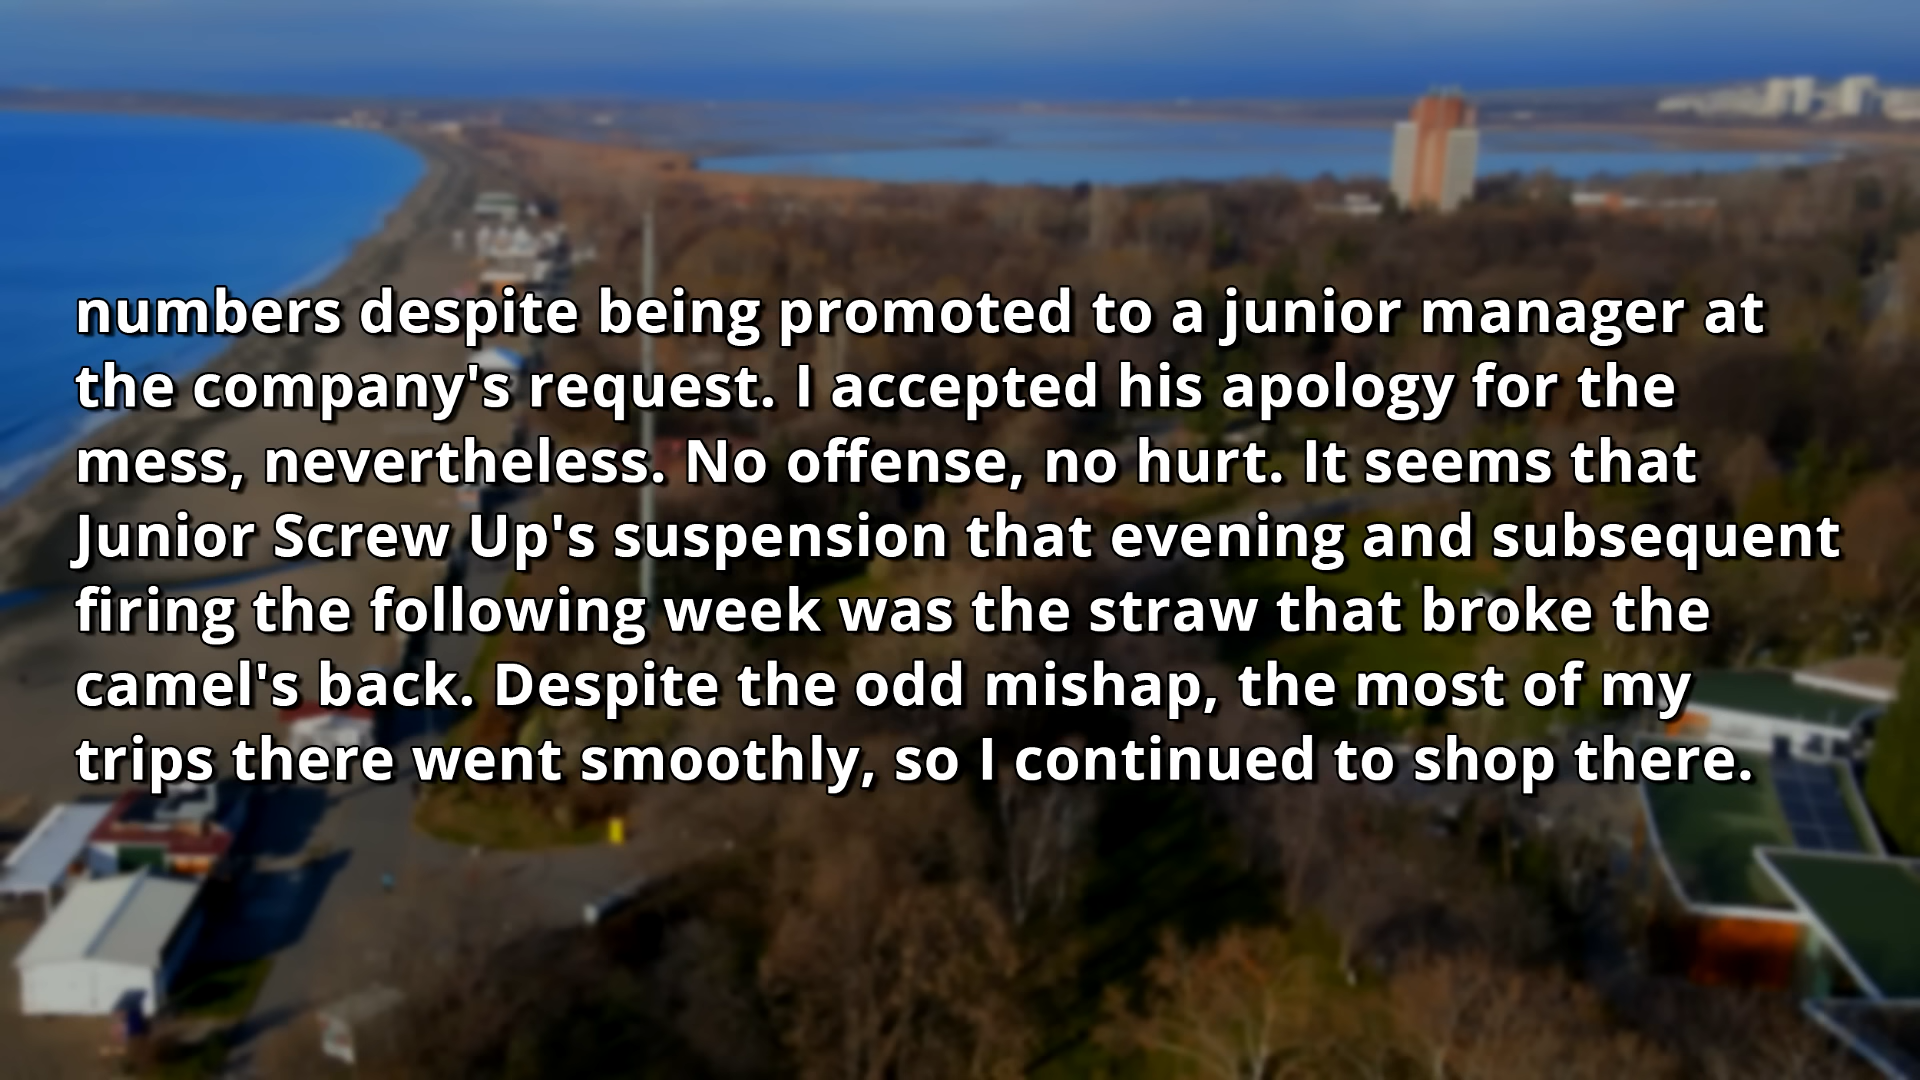 numbers despite being promoted to a junior manager at
the company's request. I accepted his apology for the
mess, nevertheless. No offense, no hurt. It seems that
Junior Screw Up's suspension that evening and subsequent
firing the following week was the straw that broke the
camel's back. Despite the odd mishap, the most of my
trips there went smoothly, so I continued to shop there.